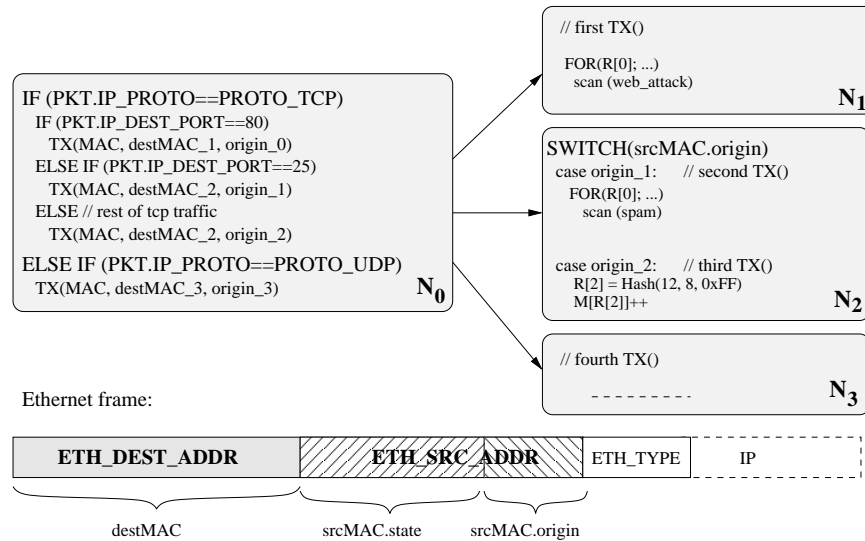 IF (PKT.IP_PROTO==PROTO_TCP)
IF (PKT.IP_DEST_PORT==80)
TX(MAC, destMAC_1, origin_0)
ELSE IF (PKT.IP_DEST_PORT==25)
TX(MAC, destMAC_2, origin_1)
ELSE // rest of tcp traffic
TX(MAC, destMAC_2, origin_2)
ELSE IF (PKT.IP_PROTO==PROTO_UDP)
TX(MAC, destMAC_3, origin_3)
N0
// first TX()
FOR(R[0]; ...)
scan (web_attack)
N1
SWITCH(srcMAC.origin)
case origin_1: // second TX()
FOR(R[0]; ...)
scan (spam)
case origin_2: // third TX()
R[2] = Hash(12, 8, 0xFF)
M[R[2]]++
N2
// fourth TX()
N3
Ethernet frame:
ETH_DEST_ADDR ETH_SRC_ADDR ETH_TYPE IP
destMAC srcMAC.state srcMAC.origin